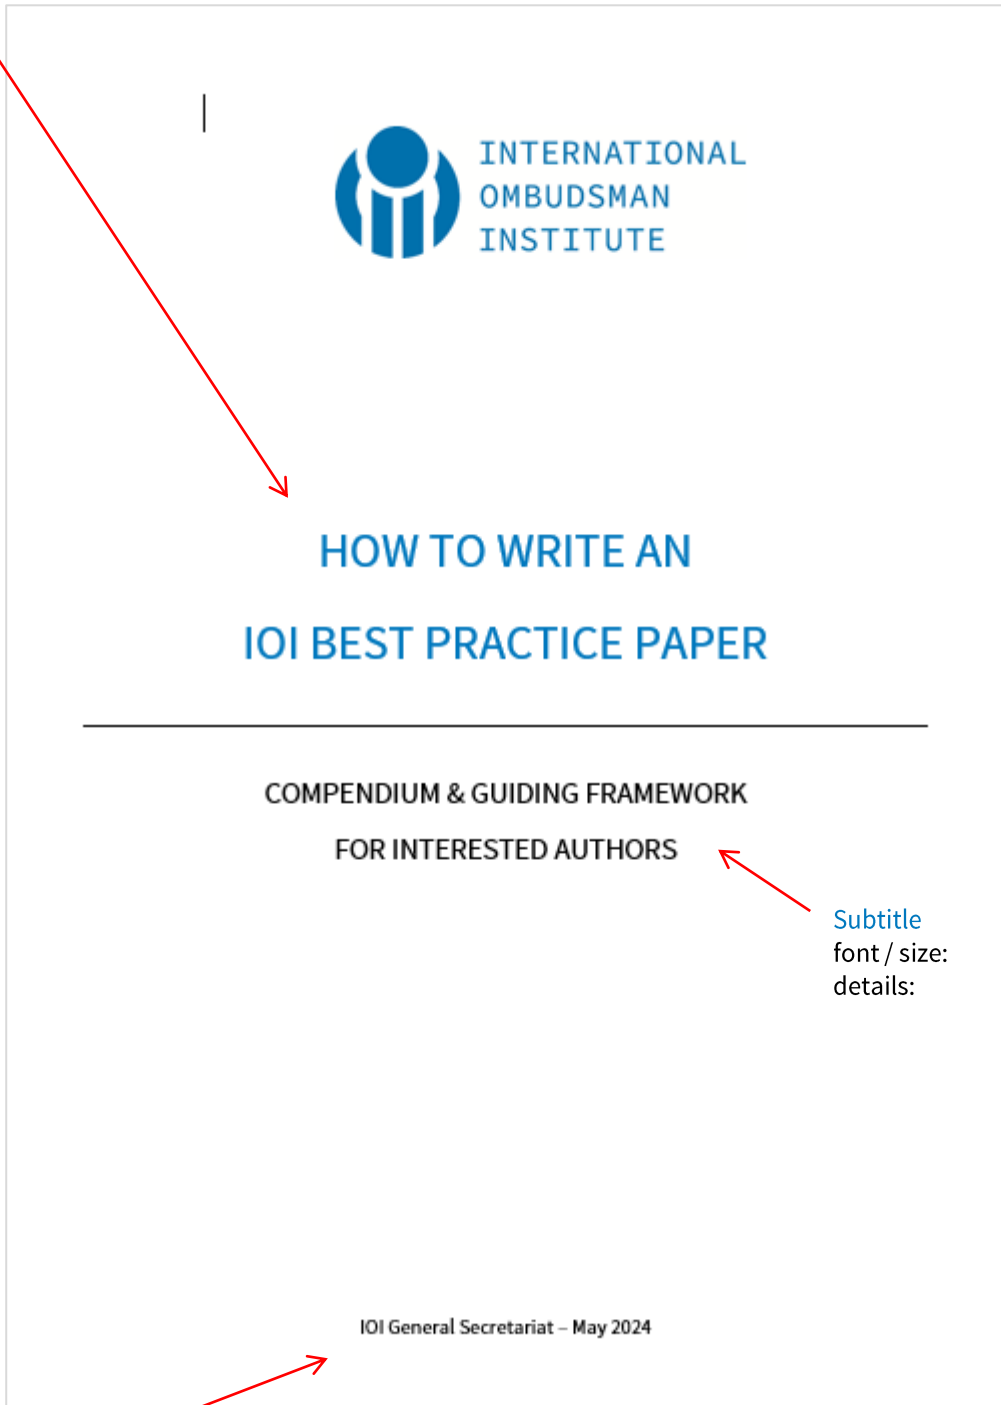 INTERNATIONAL
OMBUDSMAN
INSTITUTE
HOW TO WRITE AN
IOI BEST PRACTICE PAPER
COMPENDIUM & GUIDING FRAMEWORK
FOR INTERESTED AUTHORS
Subtitle
font / size:
details:
IOI General Secretariat – May 2024